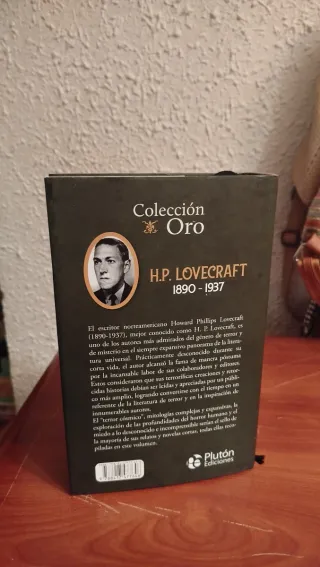 Colección
Oro
H.P. LOVECRAFT
1890 - 1937
El escritor norteamericano Howard Phillips Lovecraft
(1890-1937), mejor conocido como H. P. Lovecraft, es
uno de los autores más admirados del género de terror y
de misterio en el siempre expansivo panorama de la lite-
ratura universal. Prácticamente desconocido durante su
corta vida, el autor alcanzó la fama de manera póstuma
por la incansable labor de sus colaboradores y editores.
Estos consideraron que sus terroríficas creaciones y retor-
cidas historias debían ser leídas y apreciadas por un públi-
co más amplio, logrando convertirse con el tiempo en un
referente de la literatura de terror y en la inspiración de
innumerables autores.
El "terror cósmico", mitologías complejas y expansivas, la
exploración de las profundidades del horror humano y el
miedo a lo desconocido e incomprensible serían el sello de
la mayoría de sus relatos y novelas cortas, todas ellas reco-
piladas en este volumen.
Plutón
Ediciones